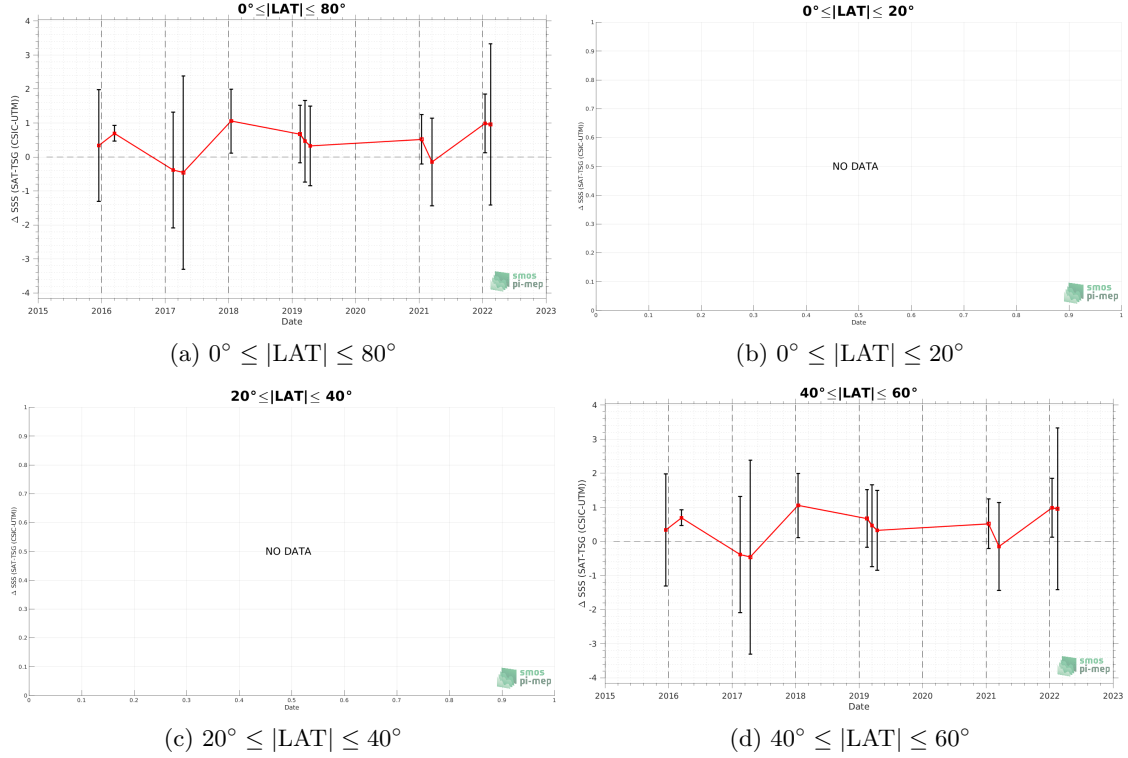 0°≤|LAT|≤ 80°
4
3
2
1
0
-1
-2
-3
-4
Δ SSS (SAT-TSG (CSIC-UTM))
2015 2016 2017 2018 2019 2020 2021 2022 2023
Date
smos
pi-mep
(a) 0° ≤ |LAT| ≤ 80°
0°≤|LAT|≤ 20°
1
0.9
0.8
0.7
0.6
0.5
0.4
0.3
0.2
0.1
0
Δ SSS (SAT-TSG (CSIC-UTM))
NO DATA
0 0.1 0.2 0.3 0.4 0.5 0.6 0.7 0.8 0.9 1
Date
smos
pi-mep
(b) 0° ≤ |LAT| ≤ 20°
20°≤|LAT|≤ 40°
1
0.9
0.8
0.7
0.6
0.5
0.4
0.3
0.2
0.1
0
Δ SSS (SAT-TSG (CSIC-UTM))
NO DATA
0 0.1 0.2 0.3 0.4 0.5 0.6 0.7 0.8 0.9 1
Date
smos
pi-mep
(c) 20° ≤ |LAT| ≤ 40°
40°≤|LAT|≤ 60°
4
3
2
1
0
-1
-2
-3
-4
Δ SSS (SAT-TSG (CSIC-UTM))
2015 2016 2017 2018 2019 2020 2021 2022 2023
Date
smos
pi-mep
(d) 40° ≤ |LAT| ≤ 60°